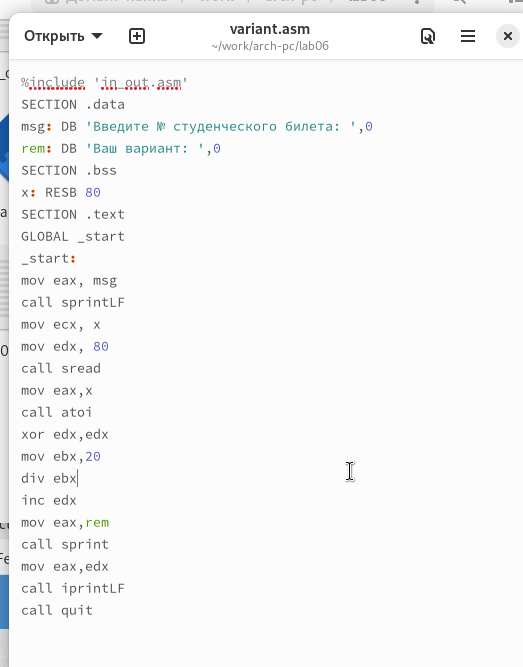 Открыть
variant.asm
~/work/arch-pc/lab06
%include 'in_out.asm'
SECTION .data
msg: DB 'Введите № студенческого билета: ',0
rem: DB 'Ваш вариант: ',0
SECTION .bss
x: RESB 80
SECTION .text
GLOBAL _start
_start:
mov eax, msg
call sprintLF
mov ecx, x
mov edx, 80
call sread
mov eax,x
call atoi
xor edx,edx
mov ebx,20
div ebx
inc edx
mov eax,rem
call sprint
mov eax,edx
call iprintLF
call quit